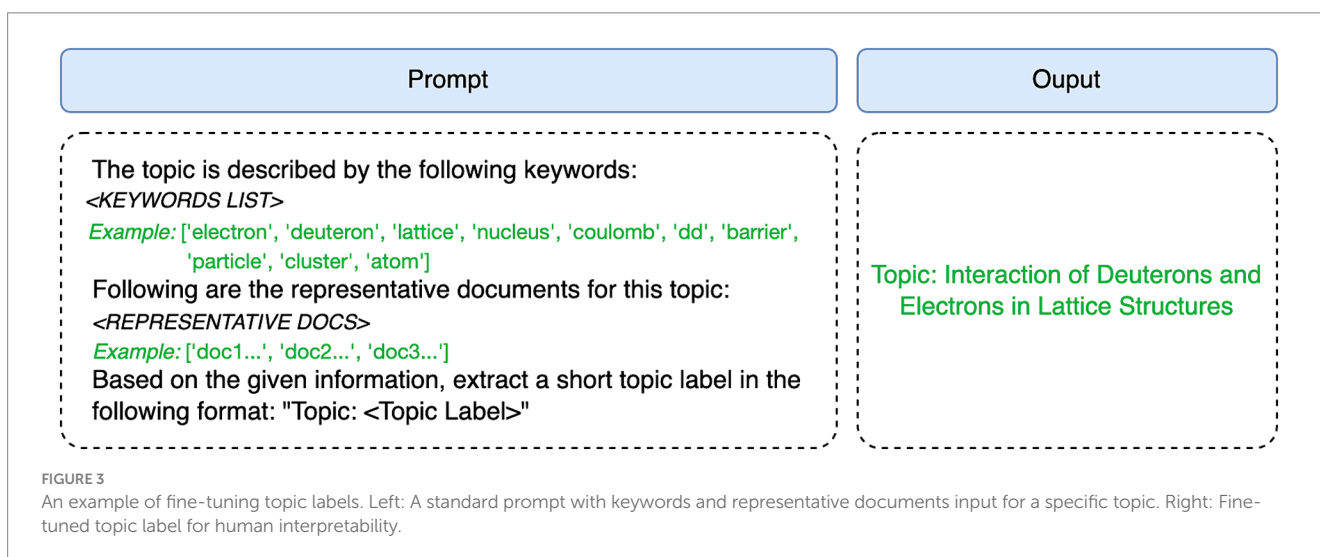 Prompt
Ouput
The topic is described by the following keywords:
<KEYWORDS LIST>
Example: ['electron', 'deuteron', 'lattice', 'nucleus', 'coulomb', 'dd', 'barrier',
'particle', 'cluster', 'atom']
Following are the representative documents for this topic:
<REPRESENTATIVE DOCS>
Example: ['doc1...', 'doc2...', 'doc3...']
Based on the given information, extract a short topic label in the
following format: "Topic: <Topic Label>"
Topic: Interaction of Deuterons and
Electrons in Lattice Structures
FIGURE 3
An example of fine-tuning topic labels. Left: A standard prompt with keywords and representative documents input for a specific topic. Right: Fine-
tuned topic label for human interpretability.